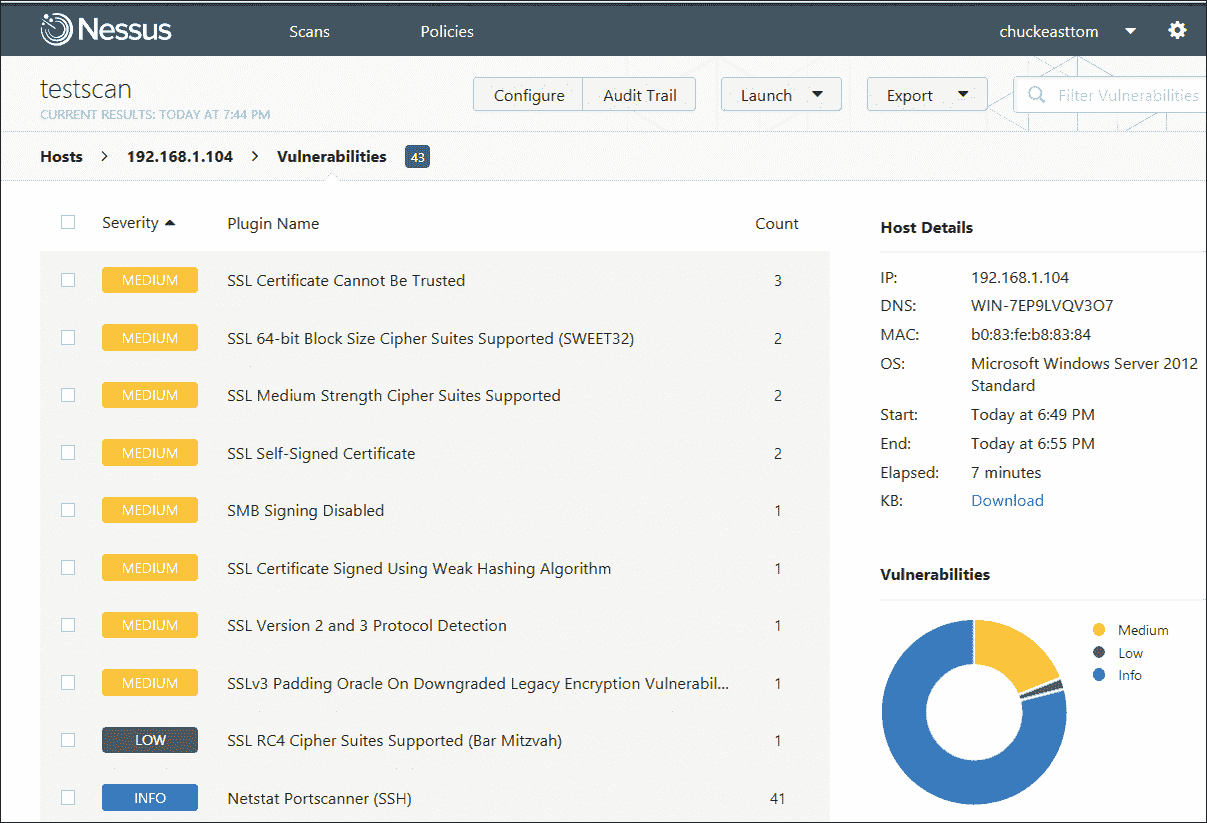 Nessus
Scans
Policies
chuckeasttom
testscan
CURRENT RESULTS: TODAY AT 7:44 PM
Configure
Audit Trail
Launch
Export
Filter Vulnerabilities
Hosts > 192.168.1.104 > Vulnerabilities 43
Severity Plugin Name Count
MEDIUM SSL Certificate Cannot Be Trusted 3
MEDIUM SSL 64-bit Block Size Cipher Suites Supported (SWEET32) 2
MEDIUM SSL Medium Strength Cipher Suites Supported 2
MEDIUM SSL Self-Signed Certificate 2
MEDIUM SMB Signing Disabled 1
MEDIUM SSL Certificate Signed Using Weak Hashing Algorithm 1
MEDIUM SSL Version 2 and 3 Protocol Detection 1
MEDIUM SSLv3 Padding Oracle On Downgraded Legacy Encryption Vulnerabil... 1
LOW SSL RC4 Cipher Suites Supported (Bar Mitzvah) 1
INFO Netstat Portscanner (SSH) 41
Host Details
IP: 192.168.1.104
DNS: WIN-7EP9LVQV3O7
MAC: b0:83:fe:b8:83:84
OS: Microsoft Windows Server 2012
Standard
Start: Today at 6:49 PM
End: Today at 6:55 PM
Elapsed: 7 minutes
KB: Download
Vulnerabilities
Medium
Low
Info